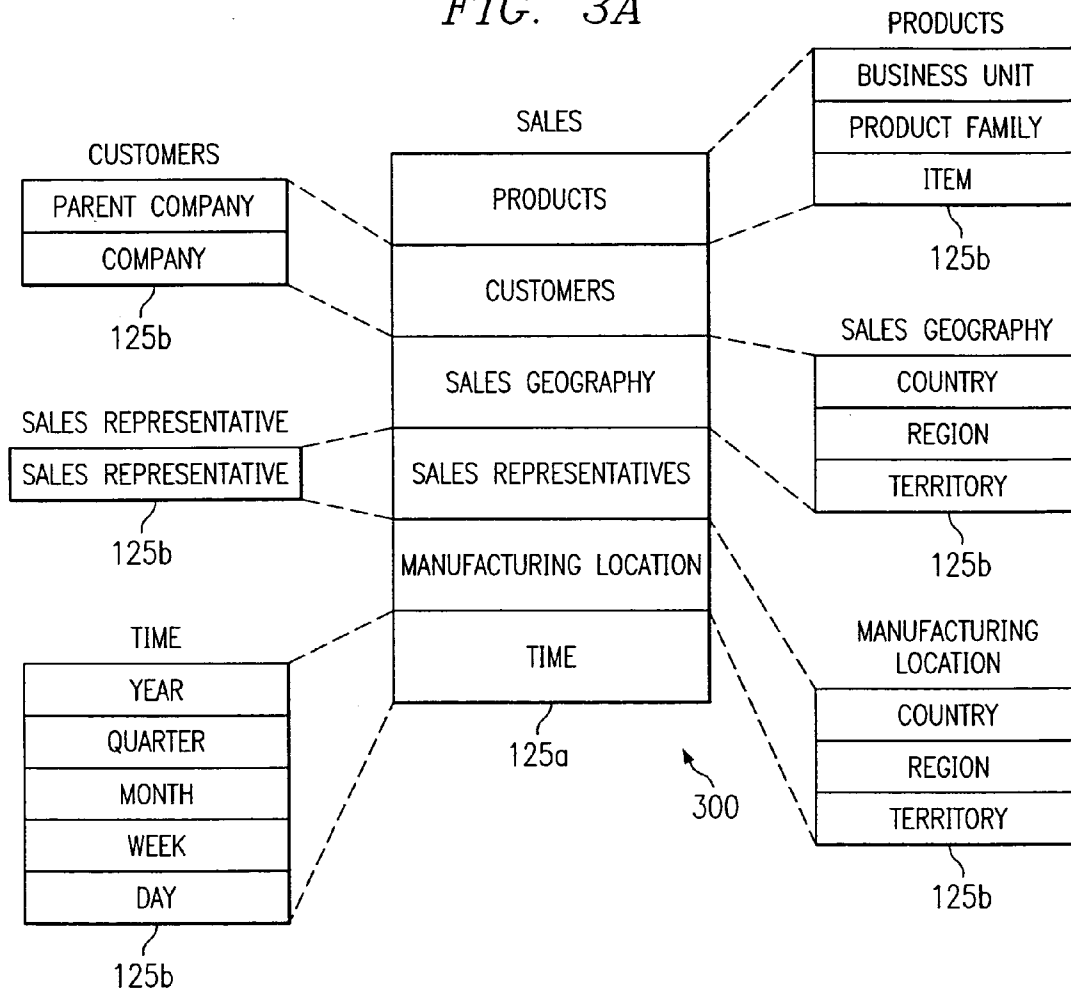 FIG. 3A
PRODUCTS
BUSINESS UNIT
PRODUCT FAMILY
ITEM
125b
SALES
PRODUCTS
CUSTOMERS
SALES GEOGRAPHY
SALES REPRESENTATIVES
MANUFACTURING LOCATION
TIME
125a
300
CUSTOMERS
PARENT COMPANY
COMPANY
125b
SALES REPRESENTATIVE
SALES REPRESENTATIVE
125b
TIME
YEAR
QUARTER
MONTH
WEEK
DAY
125b
SALES GEOGRAPHY
COUNTRY
REGION
TERRITORY
125b
MANUFACTURING
LOCATION
COUNTRY
REGION
TERRITORY
125b